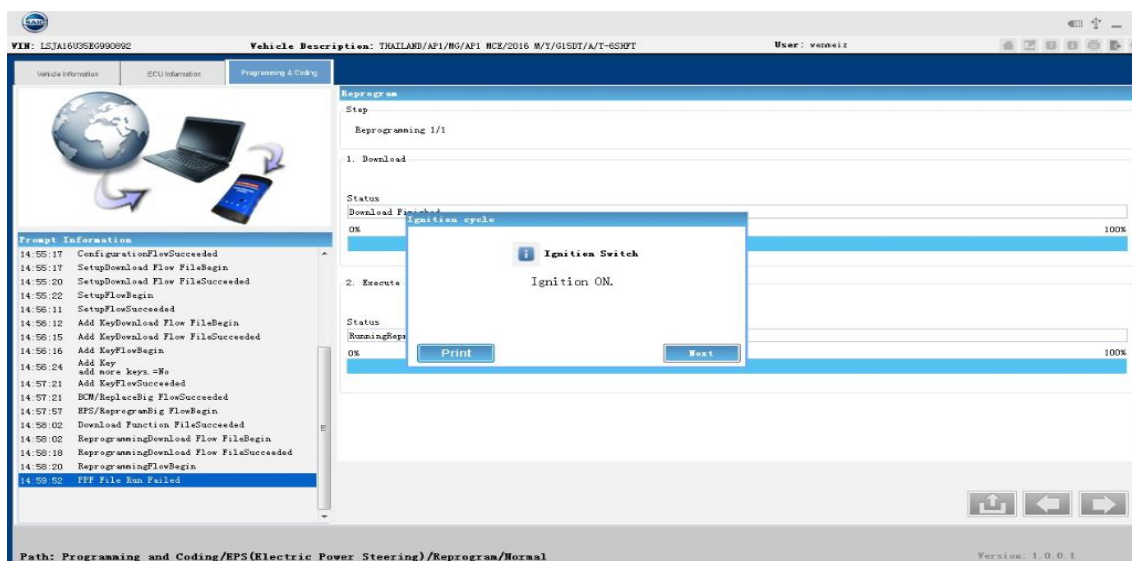 VIN: LSJA16U35EG990892 Vehicle Description: THAILAND/AP1/MG/AP1 MCE/2016 M/Y/G15DT/A/T-6SHFT User: wenmeiz
Vehicle Information ECU Information Programming & Coding
Reprogram
Step
Reprogramming 1/1
1. Download
Status
Download Finished
0% 100%
2. Execute
Status
0% 100%
Ignition cycle
Ignition Switch
Ignition ON.
Print Next
Prompt Information
14:55:17 ConfigurationFlowSucceeded
14:55:17 SetupDownload Flow FileBegin
14:55:20 SetupDownload Flow FileSucceeded
14:55:22 SetupFlowBegin
14:56:11 SetupFlowSucceeded
14:56:12 Add KeyDownload Flow FileBegin
14:56:15 Add KeyDownload Flow FileSucceeded
14:56:16 Add KeyFlowBegin
14:56:24 Add Key
add more keys.=No
14:57:21 Add KeyFlowSucceeded
14:57:21 BCM/ReplaceBig FlowSucceeded
14:57:57 EPS/ReprogramBig FlowBegin
14:58:02 Download Function FileSucceeded
14:58:02 ReprogrammingDownload Flow FileBegin
14:58:18 ReprogrammingDownload Flow FileSucceeded
14:58:20 ReprogrammingFlowBegin
14:59:52 PPF File Run Failed
Path: Programming and Coding/EPS(Electric Power Steering)/Reprogram/Normal Version: 1.0.0.1